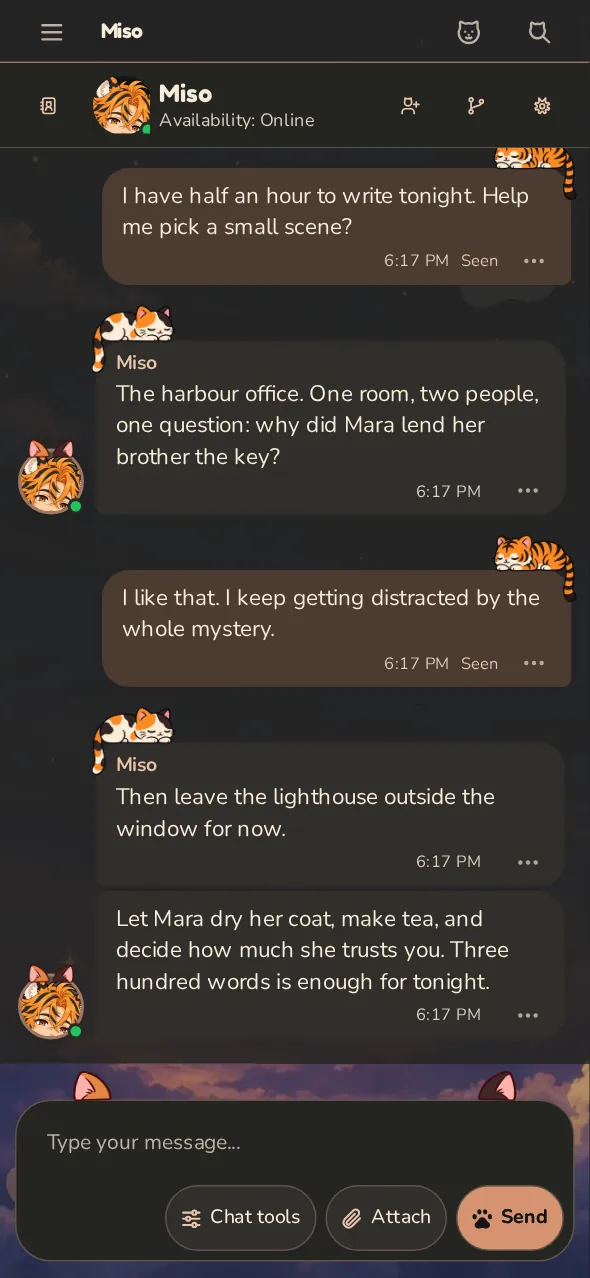 Miso
Miso
Availability: Online
I have half an hour to write tonight. Help
me pick a small scene?
6:17 PM Seen
Miso
The harbour office. One room, two people,
one question: why did Mara lend her
brother the key?
6:17 PM
I like that. I keep getting distracted by the
whole mystery.
6:17 PM Seen
Miso
Then leave the lighthouse outside the
window for now.
6:17 PM
Let Mara dry her coat, make tea, and
decide how much she trusts you. Three
hundred words is enough for tonight.
6:17 PM
Type your message...
Chat tools Attach Send